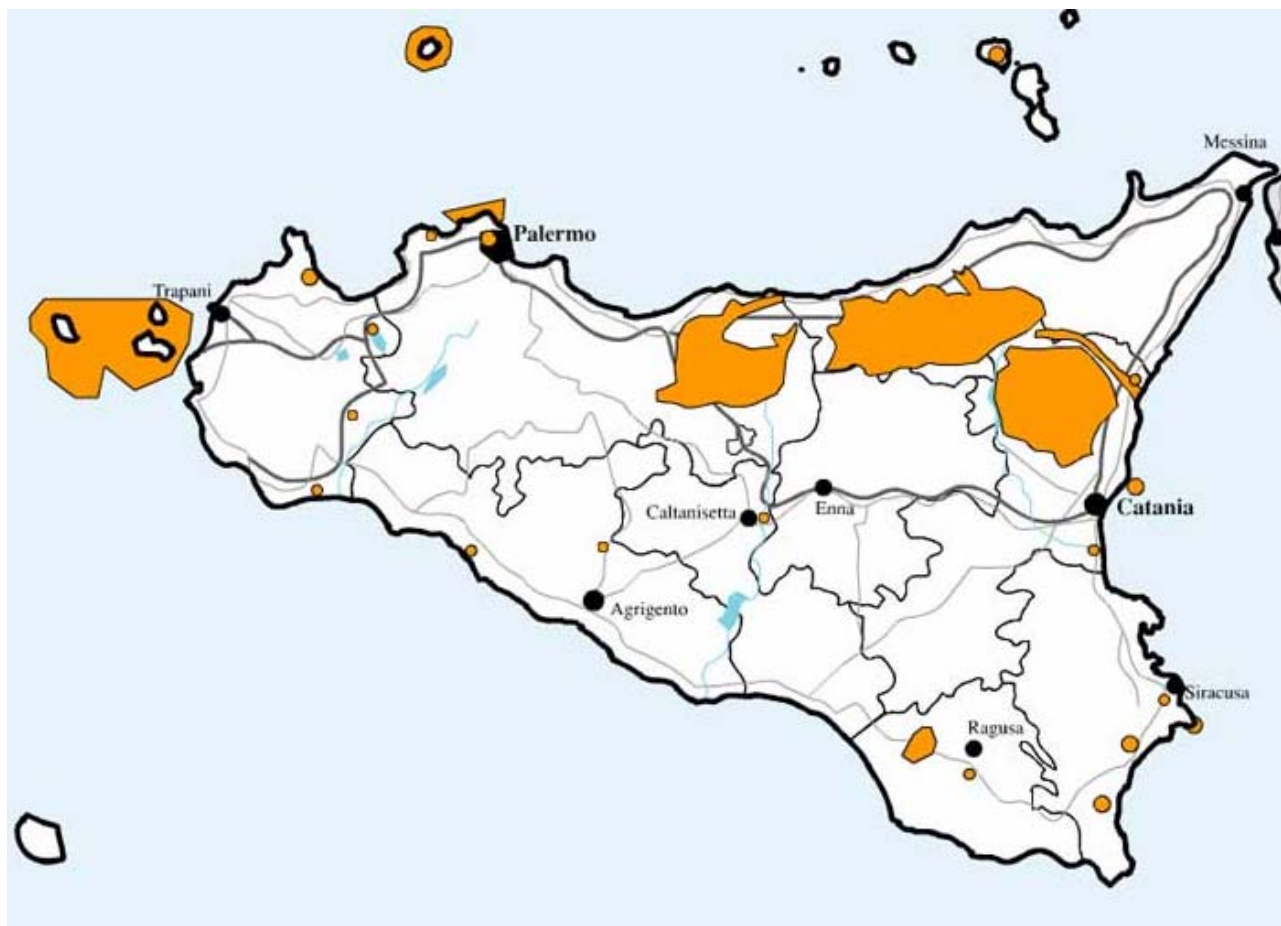 Messina
Palermo
Trapani
Catania
Enna
Caltanisetta
Agrigento
Siracusa
Ragusa